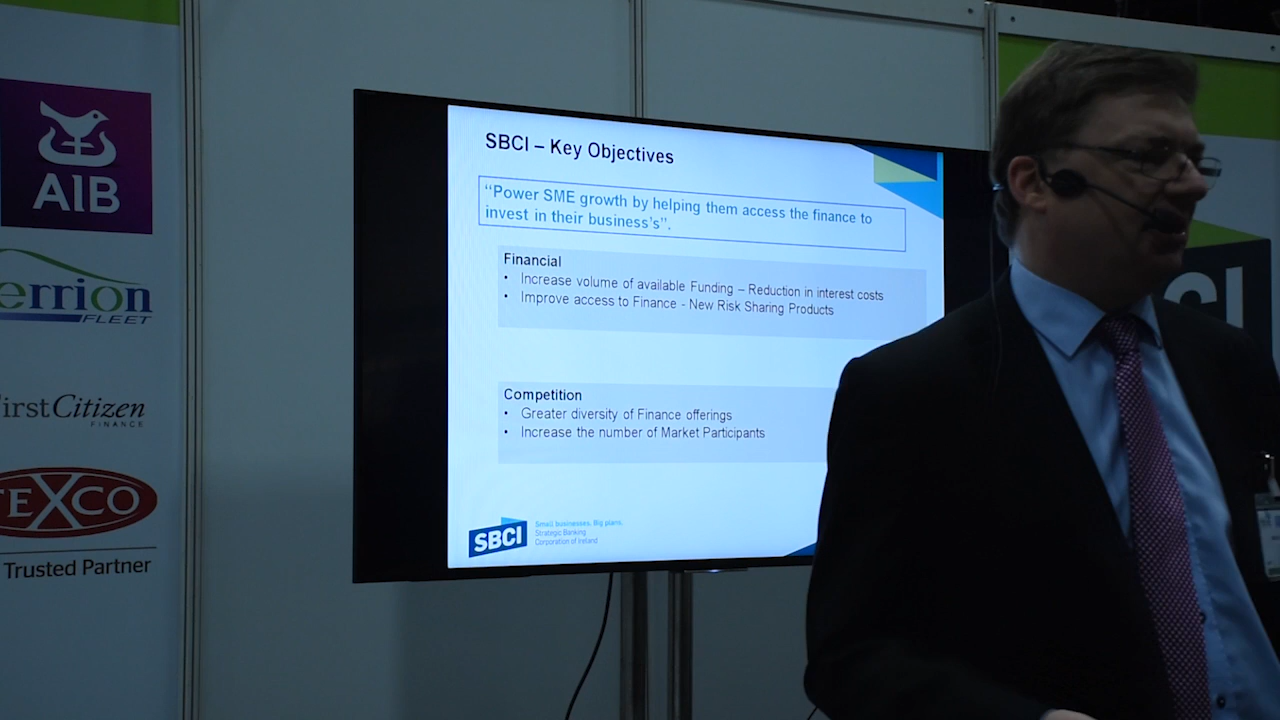 AIB
errion
FLEET
irstCitizen
FINANCE
TEXCO
Trusted Partner
SBCI – Key Objectives
“Power SME growth by helping them access the finance to
invest in their business’s”.
Financial
• Increase volume of available Funding – Reduction in interest costs
• Improve access to Finance - New Risk Sharing Products
Competition
• Greater diversity of Finance offerings
• Increase the number of Market Participants
SBCI
Small businesses. Big plans.
Strategic Banking
Corporation of Ireland
CI